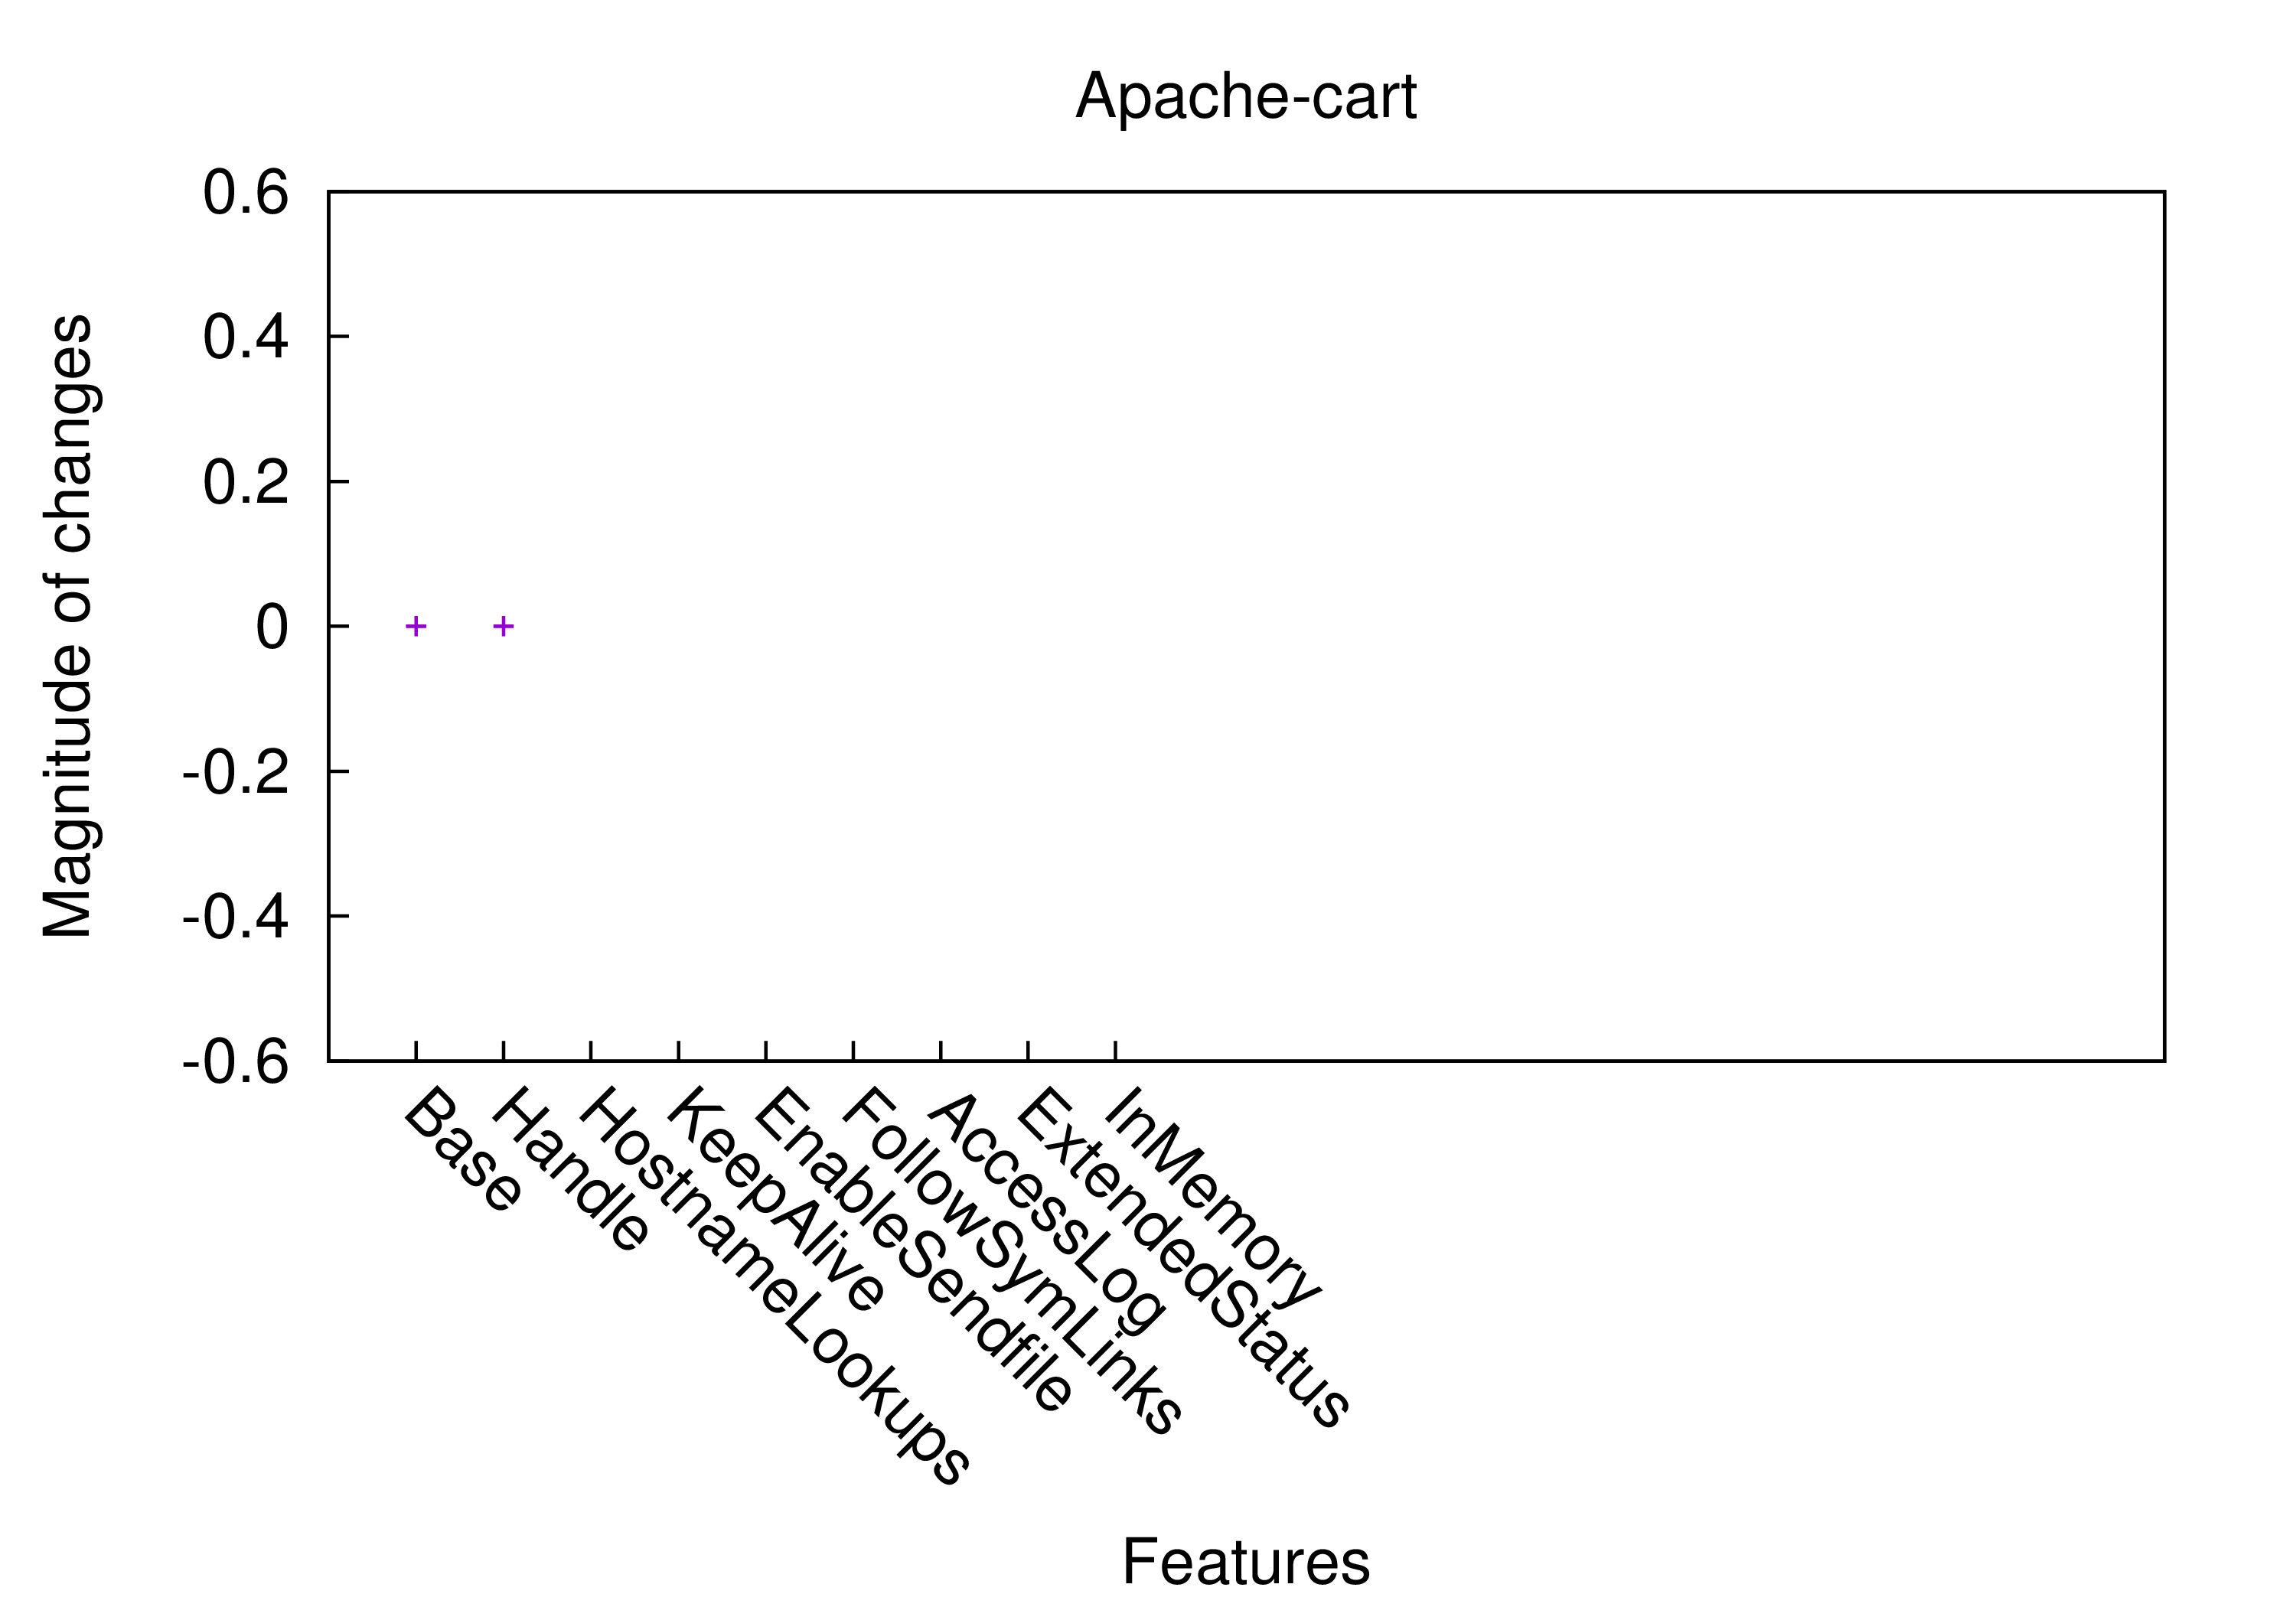 Apache-cart
Magnitude of changes
0.6
0.4
0.2
0
-0.2
-0.4
-0.6
Base
Handle
HostnameLookups
KeepAlive
EnableSendfile
FollowSymLinks
AccessLog
ExtendedStatus
InMemory
Features